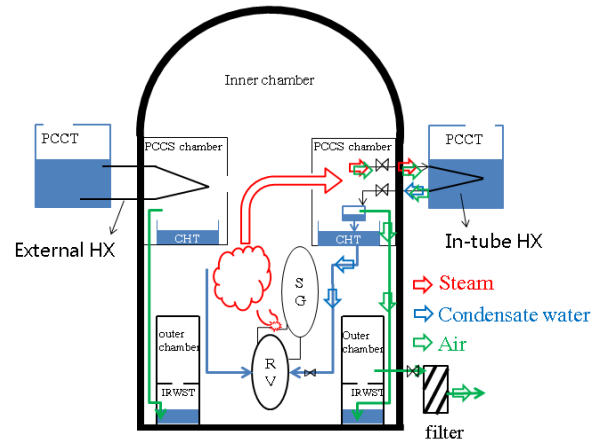 Inner chamber
PCCT
PCCS chamber
PCCS chamber
PCCT
External HX
In-tube HX
CHT
CHT
S
G
Steam
Condensate water
Air
outer
chamber
Outer
chamber
R
V
IRWST
IRWST
filter